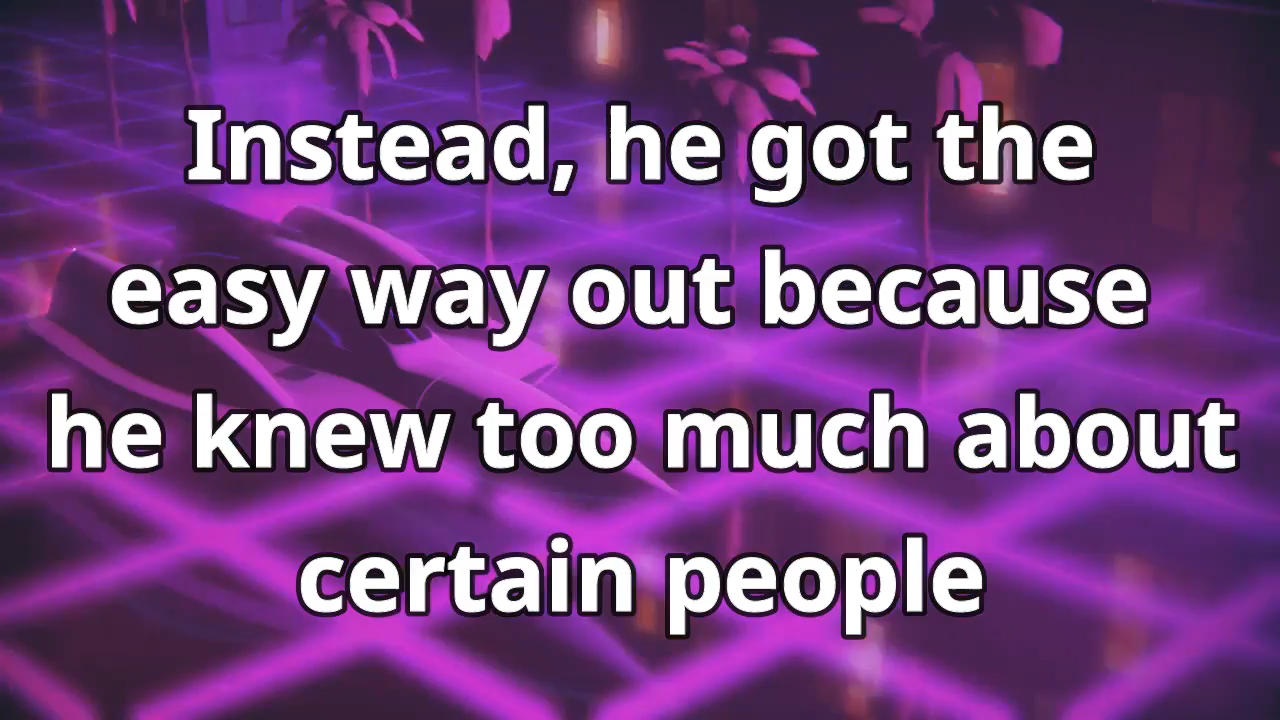 Instead, he got the
easy way out because
he knew too much about
certain people